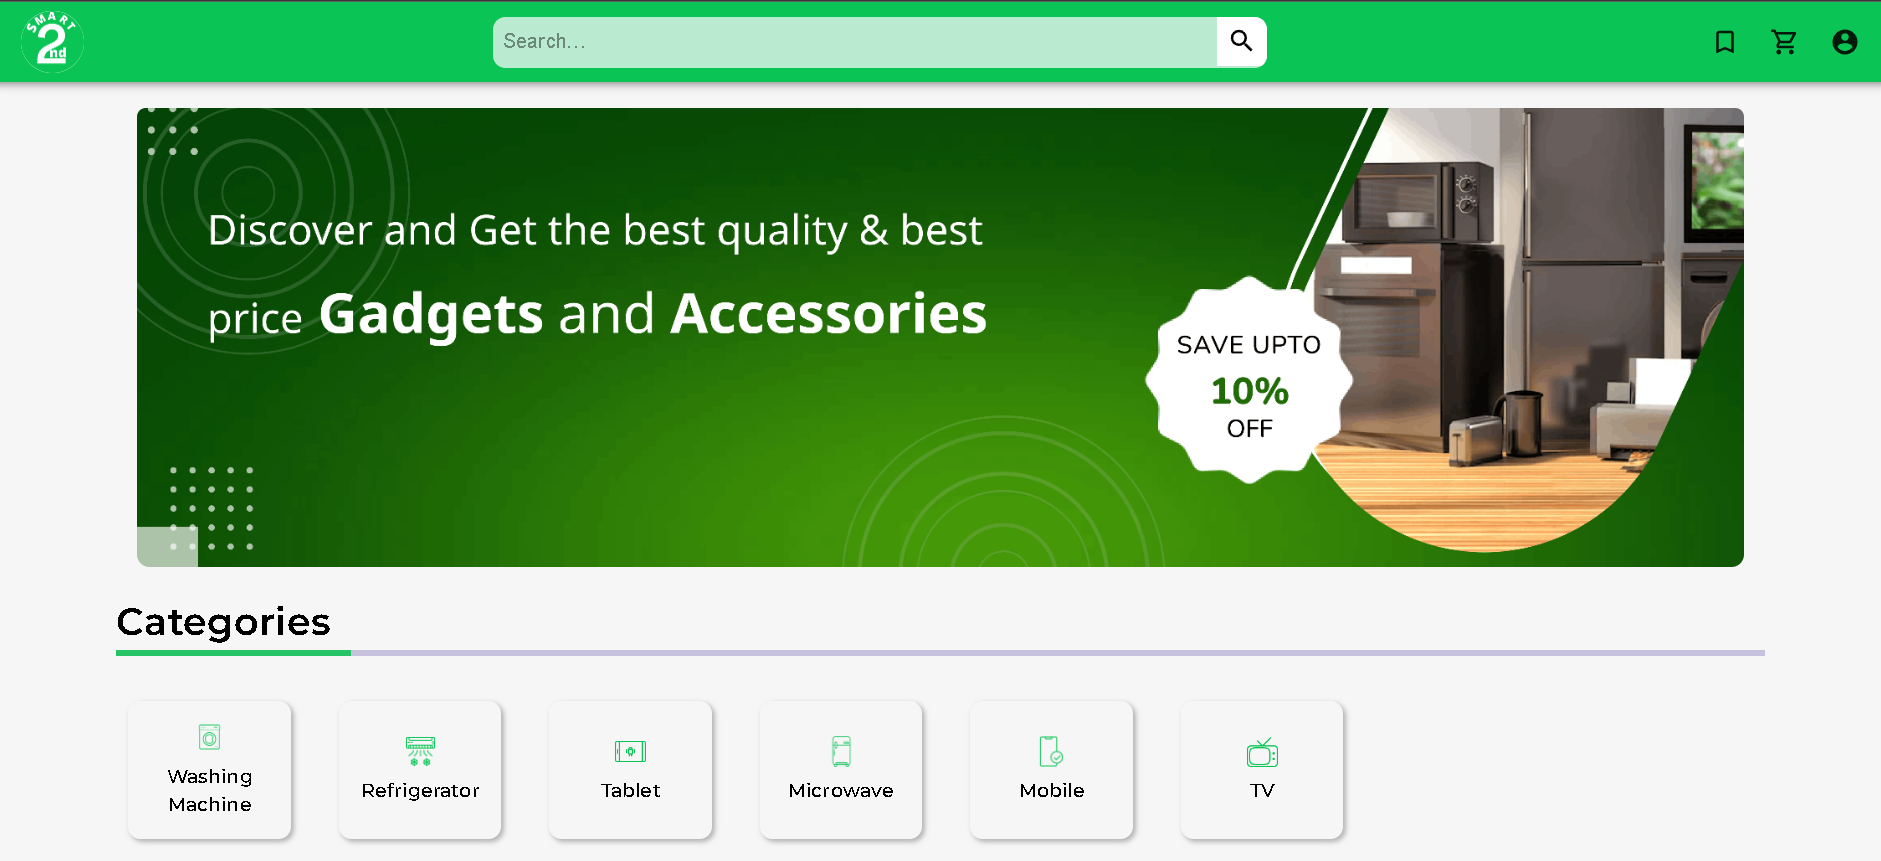 SMART
2nd
Search...
Discover and Get the best quality & best
price Gadgets and Accessories
SAVE UPTO
10%
OFF
Categories
Washing
Machine
Refrigerator
Tablet
Microwave
Mobile
TV